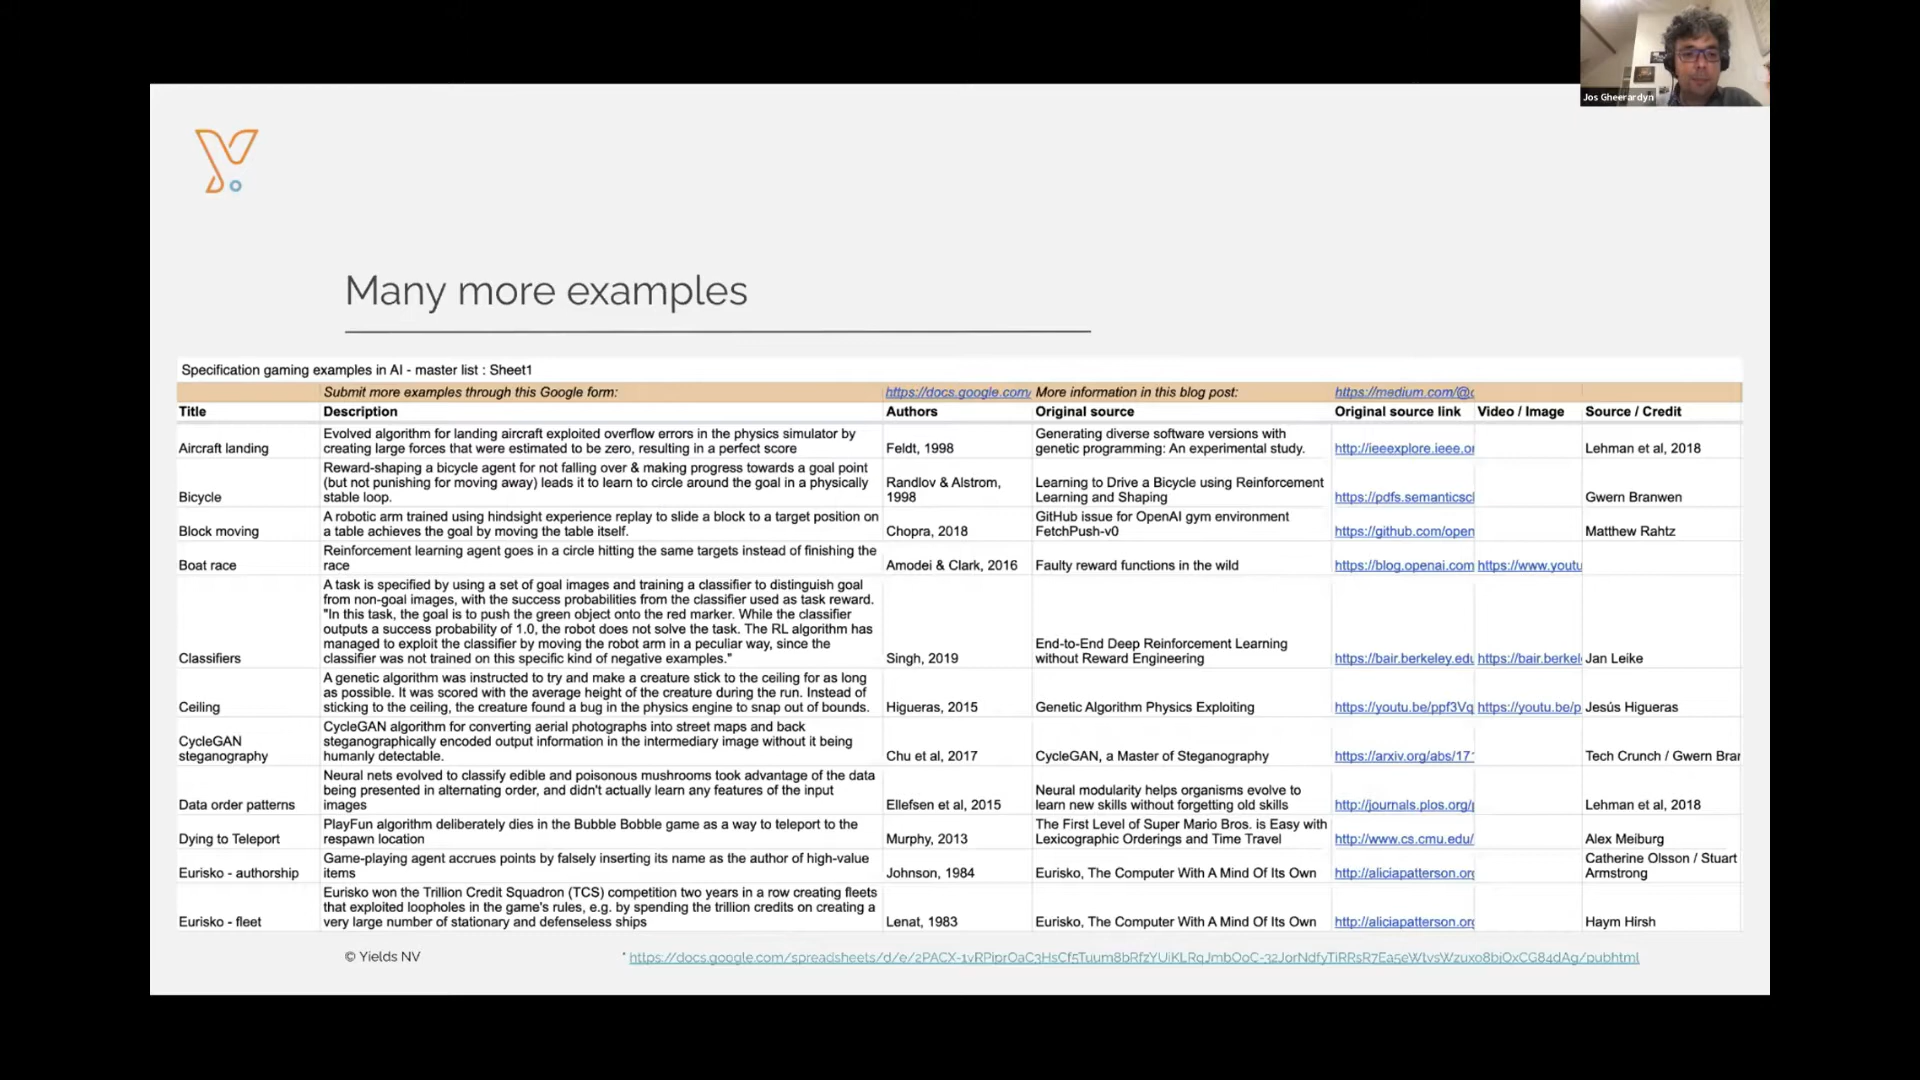 Jos Gheerardyn
Many more examples
Specification gaming examples in AI - master list : Sheet1
Submit more examples through this Google form: https://docs.google.com/ More information in this blog post: https://medium.com/@
Title Description Authors Original source Original source link Video / Image Source / Credit
Evolved algorithm for landing aircraft exploited overflow errors in the physics simulator by
creating large forces that were estimated to be zero, resulting in a perfect score
Aircraft landing
Feldt, 1998
Generating diverse software versions with
genetic programming: An experimental study.
http://ieeexplore.ieee.or
Lehman et al, 2018
Reward-shaping a bicycle agent for not falling over & making progress towards a goal point
(but not punishing for moving away) leads it to learn to circle around the goal in a physically
stable loop.
Bicycle
Randlov & Alstrom,
1998
Learning to Drive a Bicycle using Reinforcement
Learning and Shaping
https://pdfs.semanticscl
Gwern Branwen
A robotic arm trained using hindsight experience replay to slide a block to a target position on
a table achieves the goal by moving the table itself.
Block moving
Chopra, 2018
GitHub issue for OpenAI gym environment
FetchPush-v0
https://github.com/open
Matthew Rahtz
Reinforcement learning agent goes in a circle hitting the same targets instead of finishing the
race
Boat race
Amodei & Clark, 2016
Faulty reward functions in the wild
https://blog.openai.com
https://www.youtu
A task is specified by using a set of goal images and training a classifier to distinguish goal
from non-goal images, with the success probabilities from the classifier used as task reward.
"In this task, the goal is to push the green object onto the red marker. While the classifier
outputs a success probability of 1.0, the robot does not solve the task. The RL algorithm has
managed to exploit the classifier by moving the robot arm in a peculiar way, since the
classifier was not trained on this specific kind of negative examples."
Classifiers
Singh, 2019
End-to-End Deep Reinforcement Learning
without Reward Engineering
https://bair.berkeley.edu
https://bair.berkel
Jan Leike
A genetic algorithm was instructed to try and make a creature stick to the ceiling for as long
as possible. It was scored with the average height of the creature during the run. Instead of
sticking to the ceiling, the creature found a bug in the physics engine to snap out of bounds.
Ceiling
Higueras, 2015
Genetic Algorithm Physics Exploiting
https://youtu.be/ppf3Vq
https://youtu.be/p
Jesús Higueras
CycleGAN algorithm for converting aerial photographs into street maps and back
steganographically encoded output information in the intermediary image without it being
humanly detectable.
CycleGAN
steganography
Chu et al, 2017
CycleGAN, a Master of Steganography
https://arxiv.org/abs/17
Tech Crunch / Gwern Bran
Neural nets evolved to classify edible and poisonous mushrooms took advantage of the data
being presented in alternating order, and didn't actually learn any features of the input
images
Data order patterns
Ellefsen et al, 2015
Neural modularity helps organisms evolve to
learn new skills without forgetting old skills
http://journals.plos.org/
Lehman et al, 2018
PlayFun algorithm deliberately dies in the Bubble Bobble game as a way to teleport to the
respawn location
Dying to Teleport
Murphy, 2013
The First Level of Super Mario Bros. is Easy with
Lexicographic Orderings and Time Travel
http://www.cs.cmu.edu/
Alex Meiburg
Game-playing agent accrues points by falsely inserting its name as the author of high-value
items
Eurisko - authorship
Johnson, 1984
Eurisko, The Computer With A Mind Of Its Own
http://aliciapatterson.org
Catherine Olsson / Stuart
Armstrong
Eurisko won the Trillion Credit Squadron (TCS) competition two years in a row creating fleets
that exploited loopholes in the game's rules, e.g. by spending the trillion credits on creating a
very large number of stationary and defenseless ships
Eurisko - fleet
Lenat, 1983
Eurisko, The Computer With A Mind Of Its Own
http://aliciapatterson.org
Haym Hirsh
© Yields NV
* https://docs.google.com/spreadsheets/d/e/2PACX-1vRPiprOaC3HsCf5Tuum8bRfzYUiKLRqJmbOoC-32JorNdfyTiRRsR7Ea5eWtvsWzuxo8bjOxCG84dAg/pubhtml